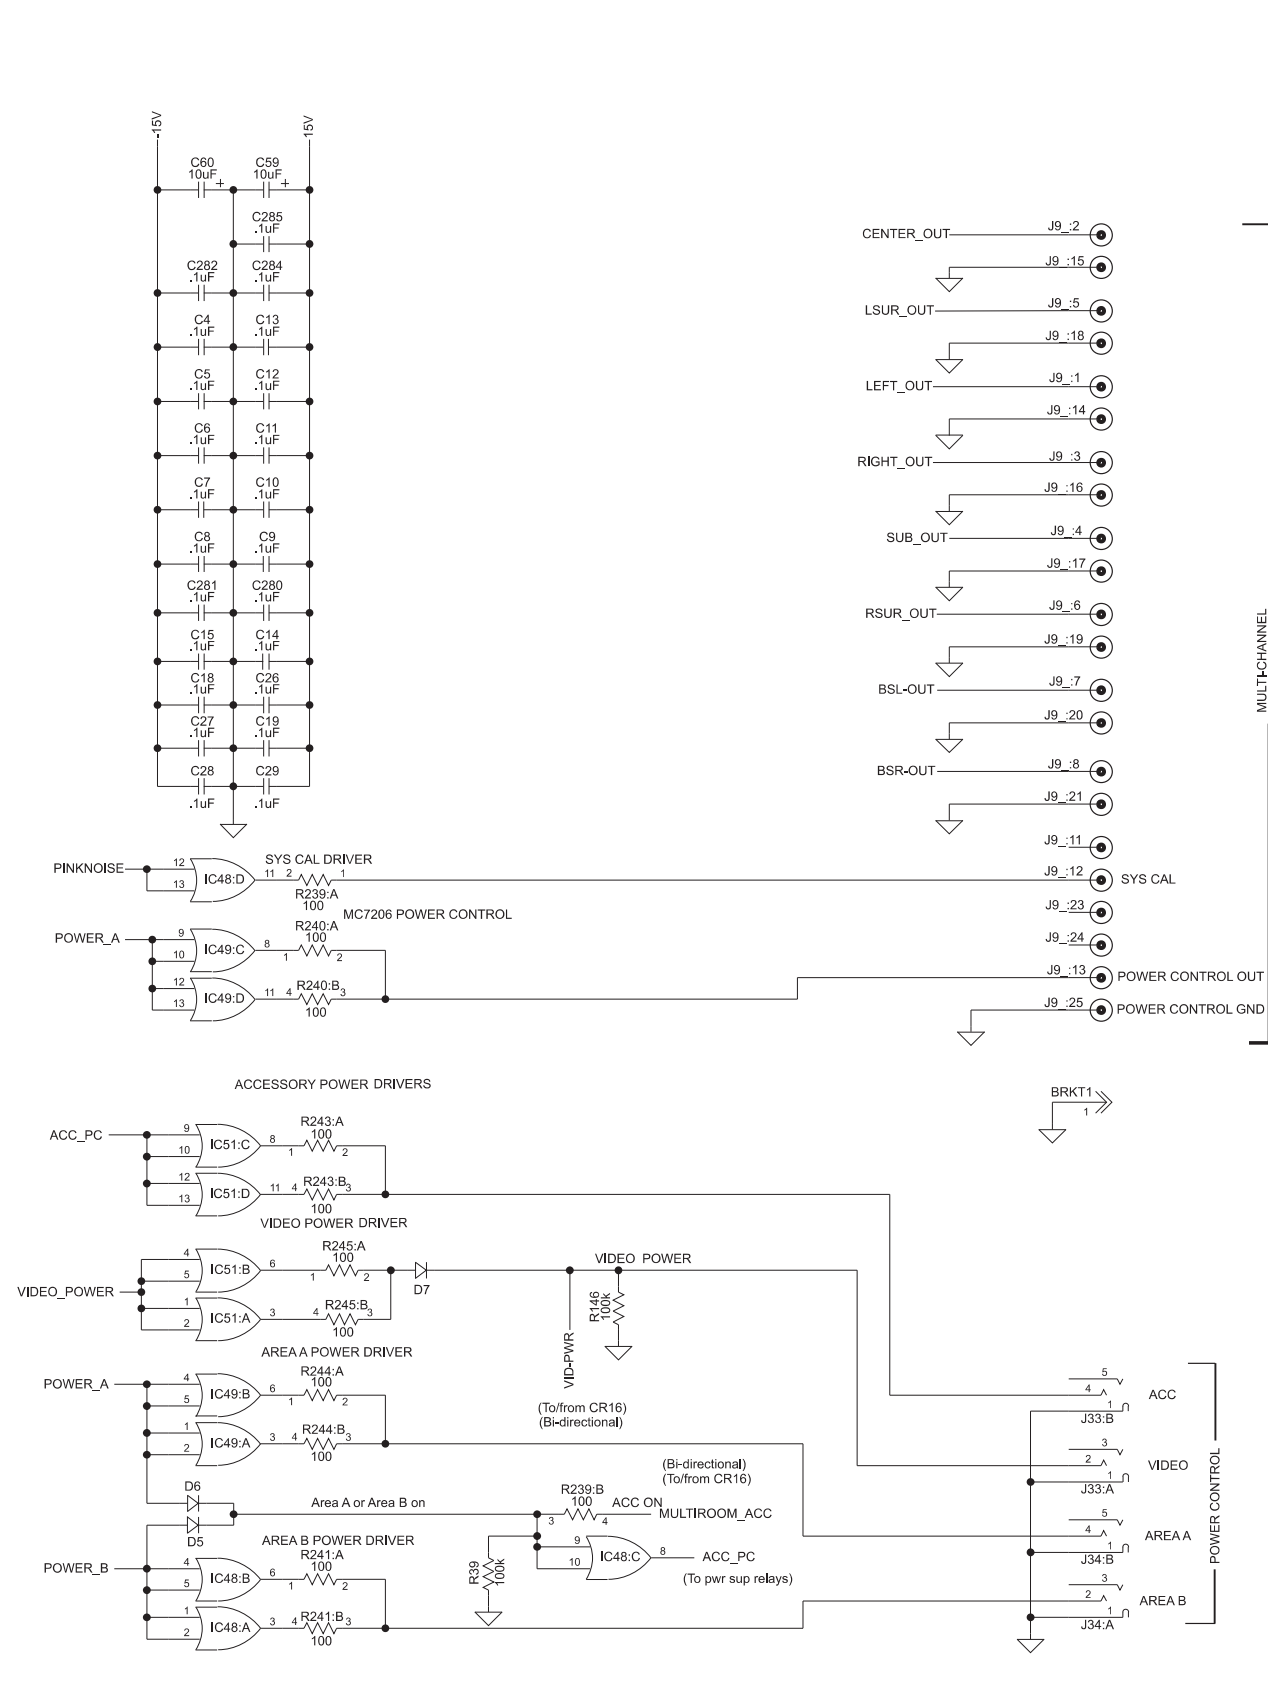 -15V
15V
C60
10uF
+
C59
10uF
+
C285
.1uF
C282
.1uF
C284
.1uF
C4
.1uF
C13
.1uF
C5
.1uF
C12
.1uF
C6
.1uF
C11
.1uF
C7
.1uF
C10
.1uF
C8
.1uF
C9
.1uF
C281
.1uF
C280
.1uF
C15
.1uF
C14
.1uF
C18
.1uF
C26
.1uF
C27
.1uF
C19
.1uF
C28
.1uF
C29
.1uF
CENTER_OUT
J9_:2
J9_:15
LSUR_OUT
J9_:5
J9_:18
LEFT_OUT
J9_:1
J9_:14
RIGHT_OUT
J9_:3
J9_:16
SUB_OUT
J9_:4
J9_:17
RSUR_OUT
J9_:6
J9_:19
BSL-OUT
J9_:7
J9_:20
BSR-OUT
J9_:8
J9_:21
J9_:11
J9_:12
SYS CAL
J9_:23
J9_:24
J9_:13
POWER CONTROL OUT
J9_:25
POWER CONTROL GND
MULTI-CHANNEL
PINKNOISE
12
13
IC48:D
11
SYS CAL DRIVER
2
1
R239:A
100
MC7206 POWER CONTROL
POWER_A
9
10
IC49:C
8
R240:A
100
1
2
12
13
IC49:D
11
4
R240:B
3
100
ACCESSORY POWER DRIVERS
BRKT1
1
ACC_PC
9
10
IC51:C
8
R243:A
100
1
2
12
13
IC51:D
11
4
R243:B
3
100
VIDEO POWER DRIVER
VIDEO_POWER
4
5
IC51:B
6
R245:A
100
1
2
D7
VIDEO POWER
1
2
IC51:A
3
4
R245:B
3
100
R146
100k
VID-PWR
(To/from CR16)
(Bi-directional)
AREA A POWER DRIVER
POWER_A
4
5
IC49:B
6
R244:A
100
1
2
1
2
IC49:A
3
4
R244:B
3
100
D6
D5
Area A or Area B on
(Bi-directional)
(To/from CR16)
R239:B
100
3
4
ACC ON
MULTIROOM_ACC
R39
100k
9
10
IC48:C
8
ACC_PC
(To pwr sup relays)
AREA B POWER DRIVER
POWER_B
4
5
IC48:B
6
R241:A
100
1
2
1
2
IC48:A
3
4
R241:B
3
100
5
4
1
J33:B
ACC
3
2
1
J33:A
VIDEO
5
4
1
J34:B
AREA A
3
2
1
J34:A
AREA B
POWER CONTROL